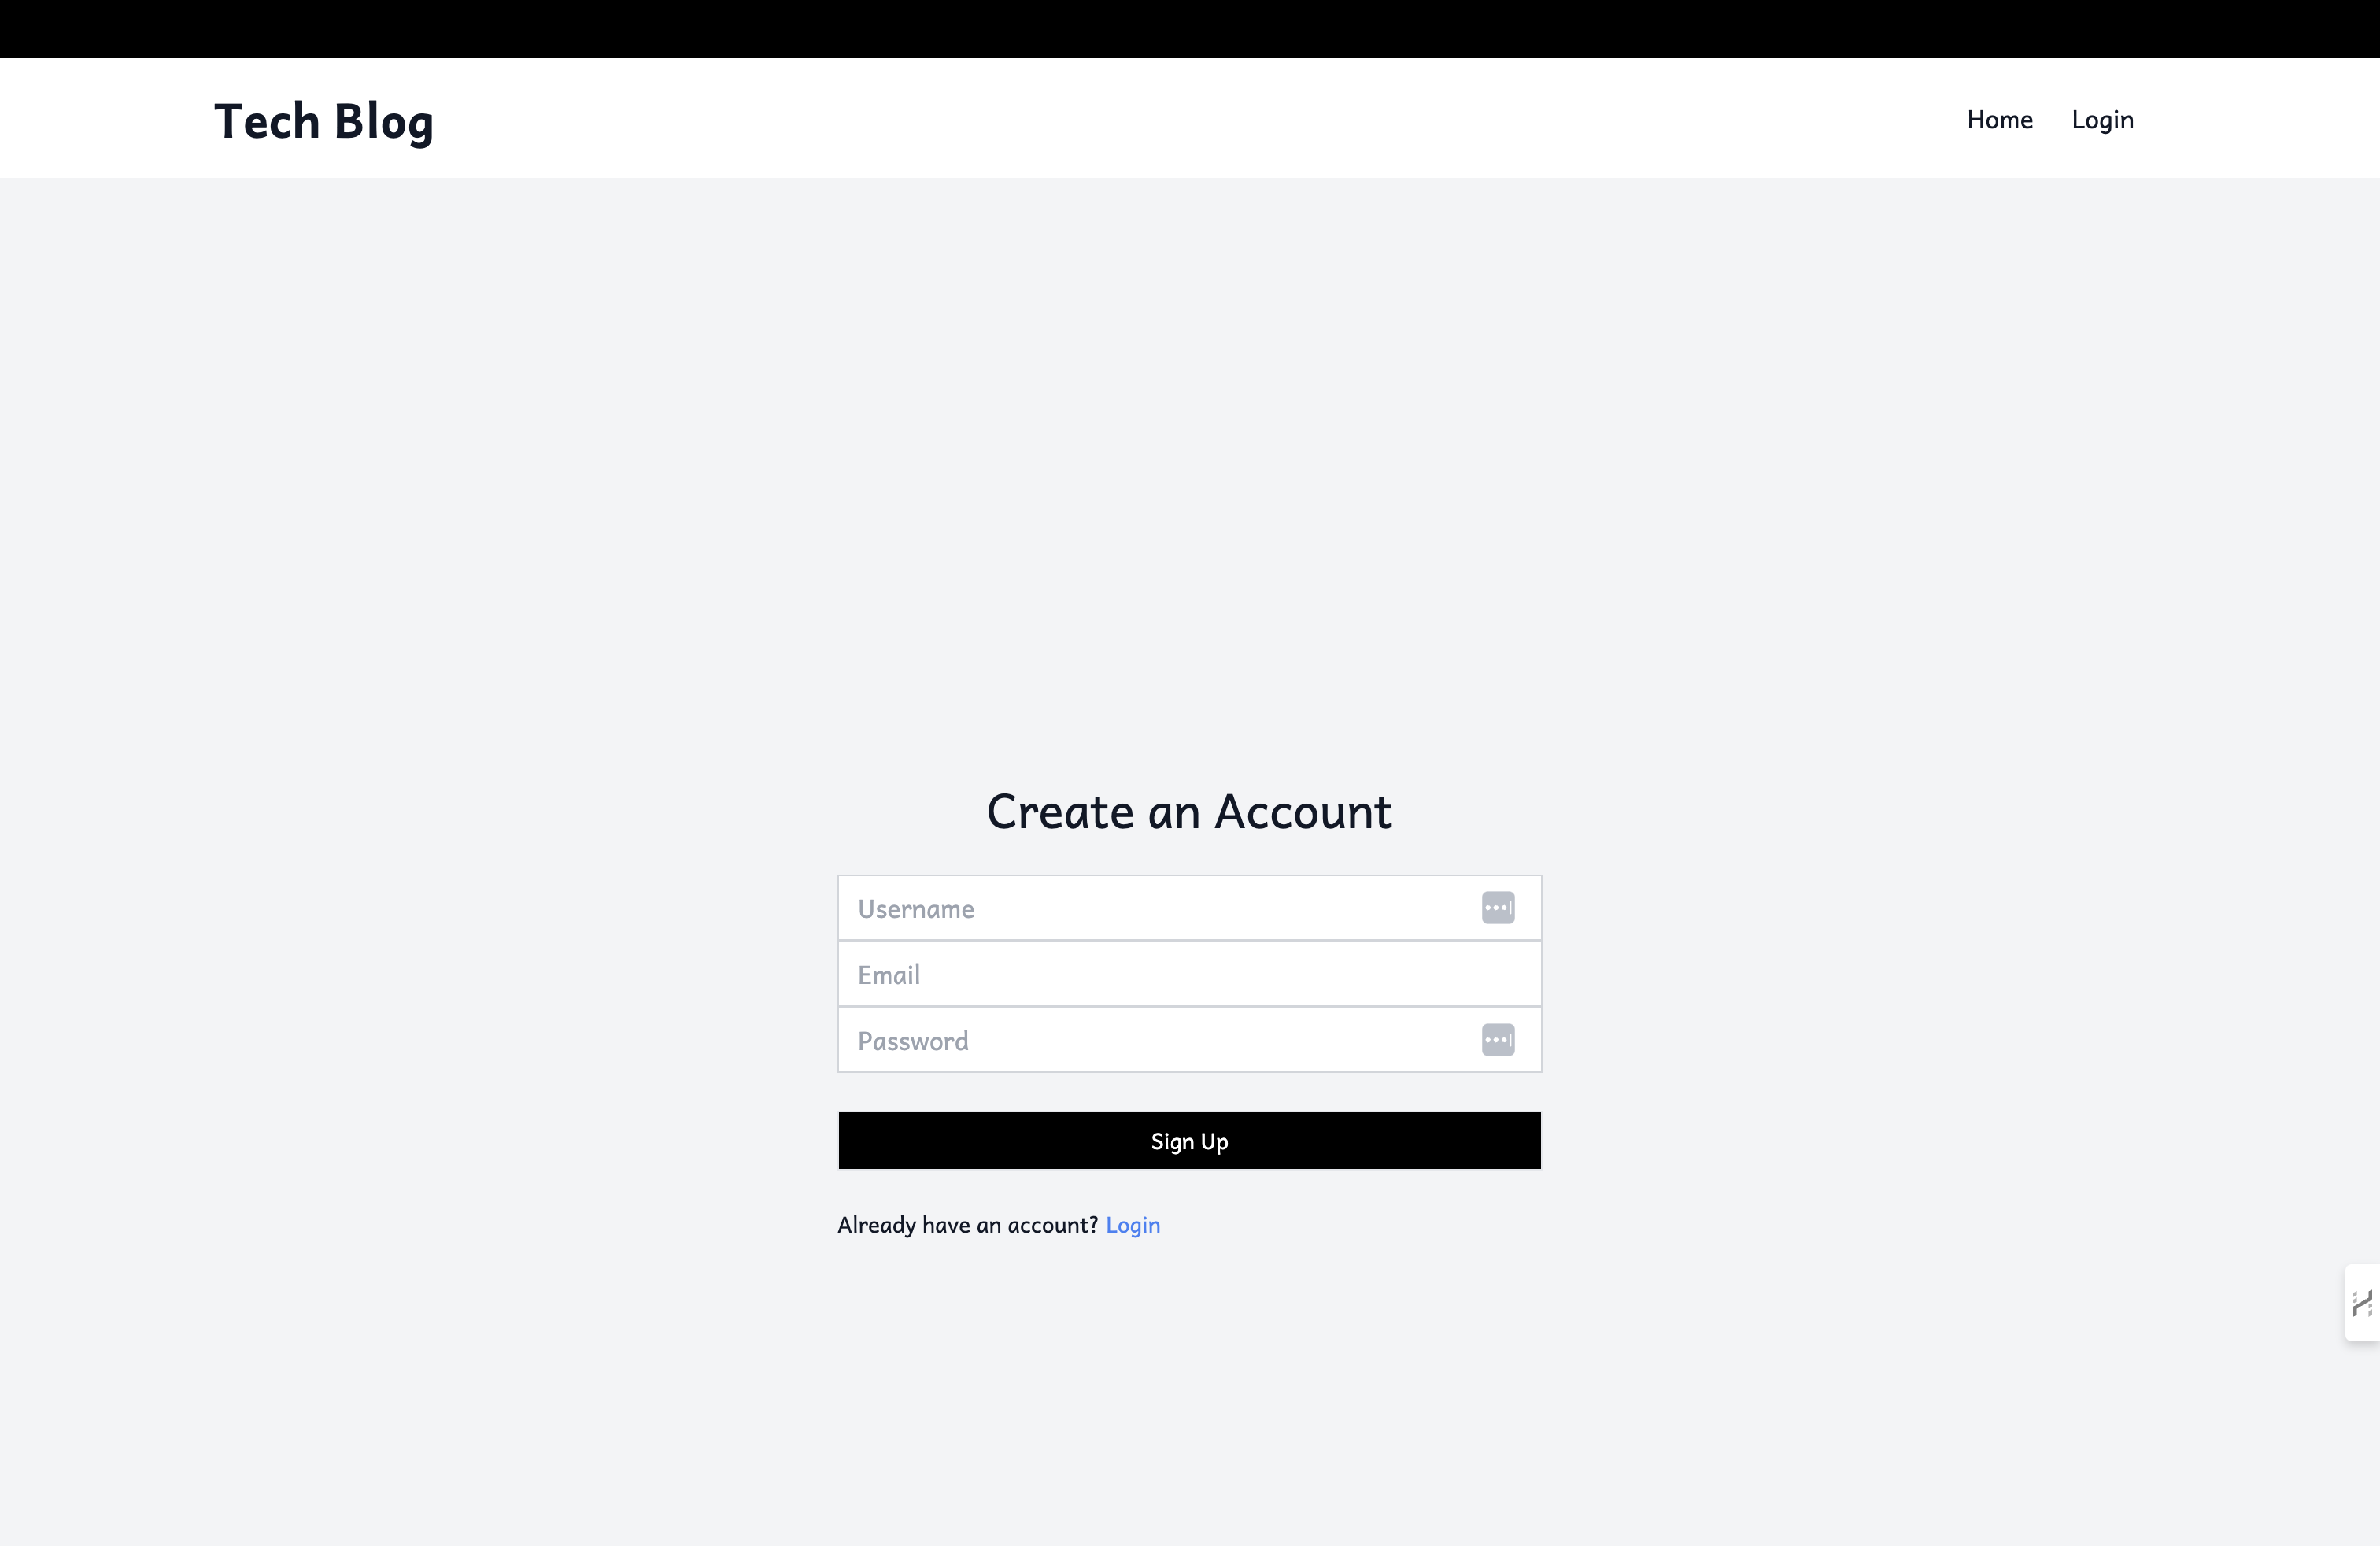 Tech Blog
Home Login
Create an Account
Username
Email
Password
Sign Up
Already have an account? Login